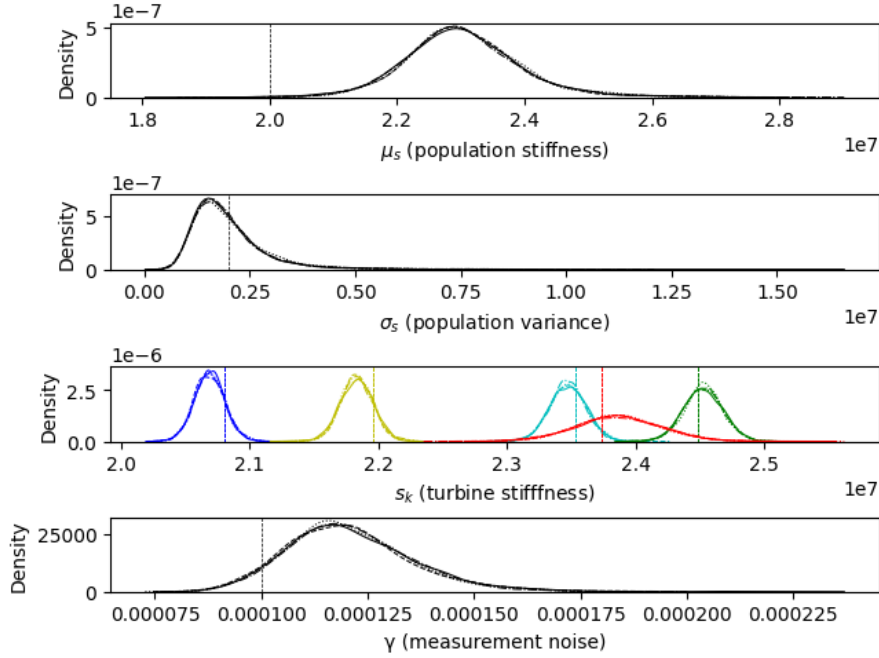 1e−7
5
0
Density
1.8 2.0 2.2 2.4 2.6 2.8
1e7
μs (population stiffness)
1e−7
5
0
Density
0.00 0.25 0.50 0.75 1.00 1.25 1.50
1e7
σs (population variance)
1e−6
2.5
0.0
Density
2.0 2.1 2.2 2.3 2.4 2.5
1e7
sk (turbine stifffness)
25000
0
Density
0.000075 0.000100 0.000125 0.000150 0.000175 0.000200 0.000225
γ (measurement noise)